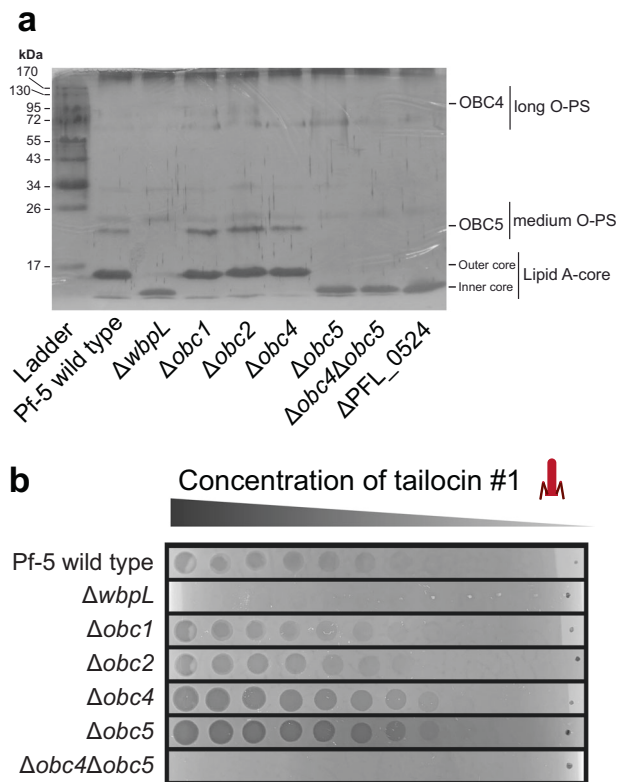 a
kDa
170
130
95
72
55
43
34
26
17
OBC4 long O-PS
OBC5 medium O-PS
Outer core
Inner core
Lipid A-core
Ladder
Pf-5 wild type
ΔwbpL
Δobc1
Δobc2
Δobc4
Δobc5
Δobc4Δobc5
ΔPFL_0524
b
Concentration of tailocin #1
Pf-5 wild type
ΔwbpL
Δobc1
Δobc2
Δobc4
Δobc5
Δobc4Δobc5